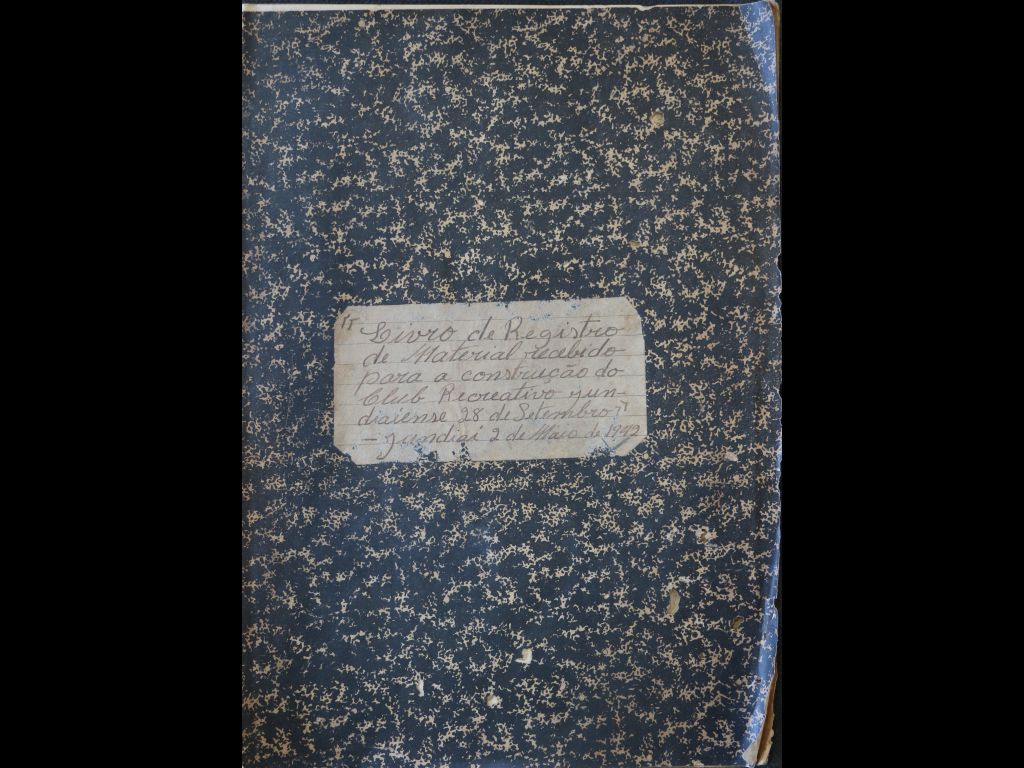 "Livro de Registro
de Material recebido
para a construção do
Club Recreativo jun-
diaiense 28 de Setembro"
- Jundiaí 2 de Maio de 1942